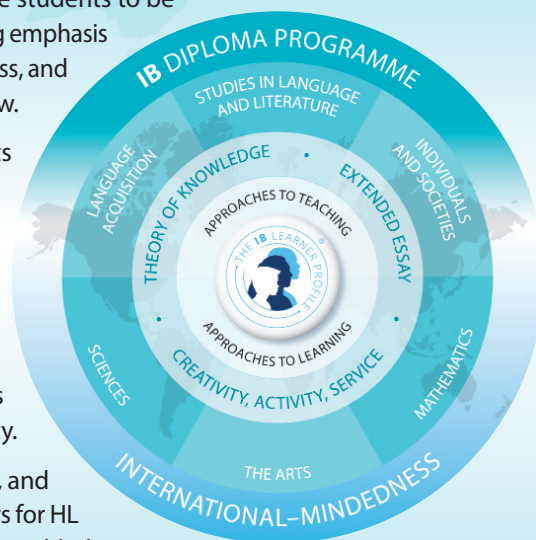 e students to be
g emphasis
ss, and
w.
ts
s
ty.
, and
rs for HL
IB DIPLOMA PROGRAMME
STUDIES IN LANGUAGE
AND LITERATURE
LANGUAGE
ACQUISITION
INDIVIDUALS
AND SOCIETIES
THEORY OF KNOWLEDGE
•
EXTENDED ESSAY
•
CREATIVITY, ACTIVITY, SERVICE
•
APPROACHES TO TEACHING
THE IB LEARNER PROFILE
®
APPROACHES TO LEARNING
SCIENCES
MATHEMATICS
THE ARTS
INTERNATIONAL–MINDEDNESS